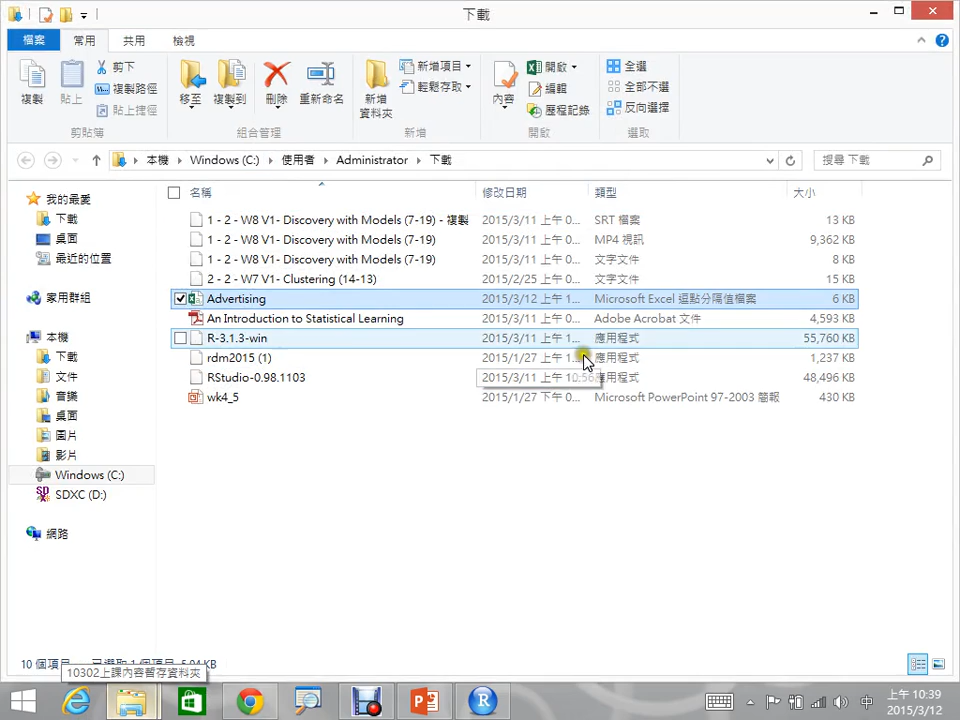 下載
檔案 常用 共用 檢視
複製
貼上
剪下
複製路徑
貼上捷徑
剪貼簿
移至
複製到
刪除
重新命名
組合管理
新增
資料夾
新增項目
輕鬆存取
新增
內容
開啟
編輯
歷程記錄
開啟
全選
全部不選
反向選擇
選取
本機 Windows (C:) 使用者 Administrator 下載
搜尋 下載
我的最愛
下載
桌面
最近的位置
家用群組
本機
下載
文件
音樂
桌面
圖片
影片
Windows (C:)
SDXC (D:)
網路
名稱 修改日期 類型 大小
1 - 2 - W8 V1- Discovery with Models (7-19) - 複製 2015/3/11 上午 0... SRT 檔案 13 KB
1 - 2 - W8 V1- Discovery with Models (7-19) 2015/3/11 上午 0... MP4 視訊 9,362 KB
1 - 2 - W8 V1- Discovery with Models (7-19) 2015/3/11 上午 0... 文字文件 8 KB
2 - 2 - W7 V1- Clustering (14-13) 2015/2/25 上午 0... 文字文件 15 KB
Advertising 2015/3/12 上午 1... Microsoft Excel 逗點分隔值檔案 6 KB
An Introduction to Statistical Learning 2015/3/11 上午 1... Adobe Acrobat 文件 4,593 KB
R-3.1.3-win 2015/3/11 上午 1... 應用程式 55,760 KB
rdm2015 (1) 2015/1/27 上午 1... 應用程式 1,237 KB
RStudio-0.98.1103 2015/3/11 上午 10:56 應用程式 48,496 KB
wk4_5 2015/1/27 下午 0... Microsoft PowerPoint 97-2003 簡報 430 KB
10 個項目 已選取 1 個項目 5.04 KB
10302上課內容暫存資料夾
中
上午 10:39
2015/3/12